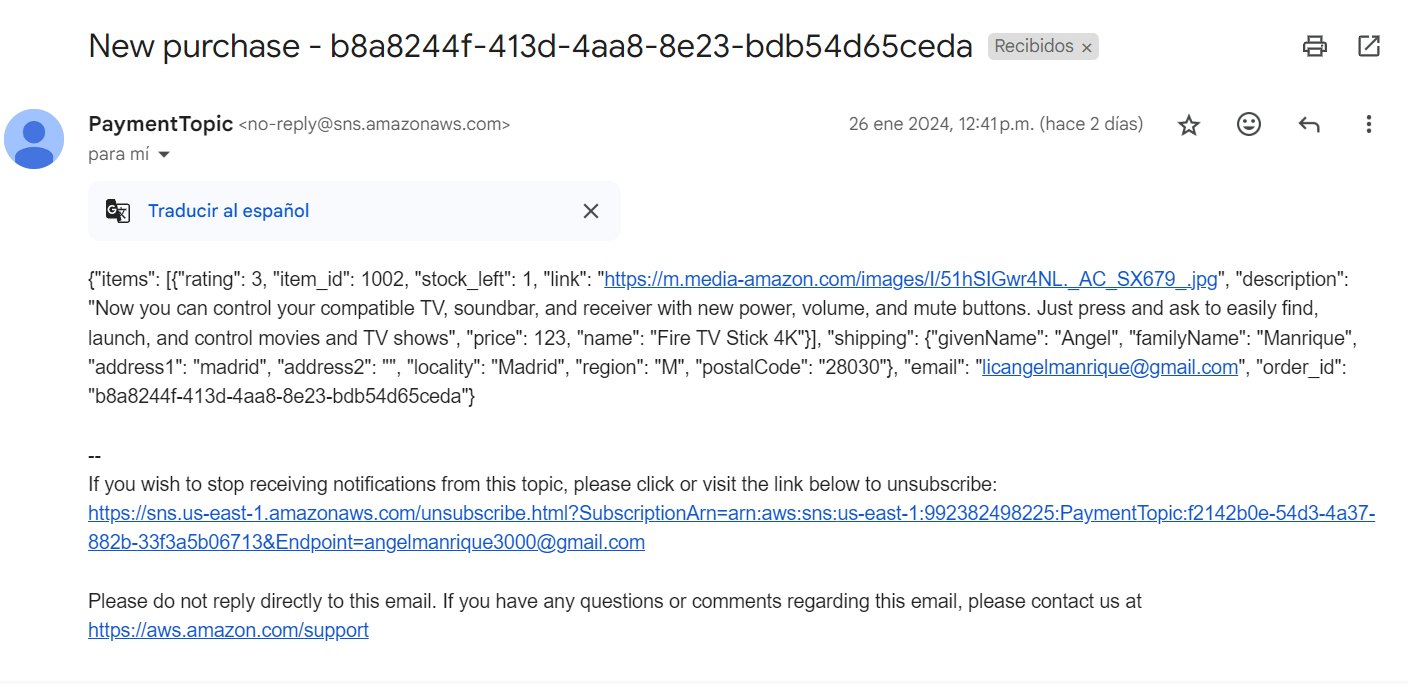 New purchase - b8a8244f-413d-4aa8-8e23-bdb54d65ceda Recibidos ×
PaymentTopic <no-reply@sns.amazonaws.com> 26 ene 2024, 12:41 p.m. (hace 2 días)
para mí
Traducir al español
{"items": [{"rating": 3, "item_id": 1002, "stock_left": 1, "link": "https://m.media-amazon.com/images/I/51hSIGwr4NL._AC_SX679_.jpg", "description":
"Now you can control your compatible TV, soundbar, and receiver with new power, volume, and mute buttons. Just press and ask to easily find,
launch, and control movies and TV shows", "price": 123, "name": "Fire TV Stick 4K"}], "shipping": {"givenName": "Angel", "familyName": "Manrique",
"address1": "madrid", "address2": "", "locality": "Madrid", "region": "M", "postalCode": "28030"}, "email": "licangelmanrique@gmail.com", "order_id":
"b8a8244f-413d-4aa8-8e23-bdb54d65ceda"}
--
If you wish to stop receiving notifications from this topic, please click or visit the link below to unsubscribe:
https://sns.us-east-1.amazonaws.com/unsubscribe.html?SubscriptionArn=arn:aws:sns:us-east-1:992382498225:PaymentTopic:f2142b0e-54d3-4a37-
882b-33f3a5b06713&Endpoint=angelmanrique3000@gmail.com
Please do not reply directly to this email. If you have any questions or comments regarding this email, please contact us at
https://aws.amazon.com/support